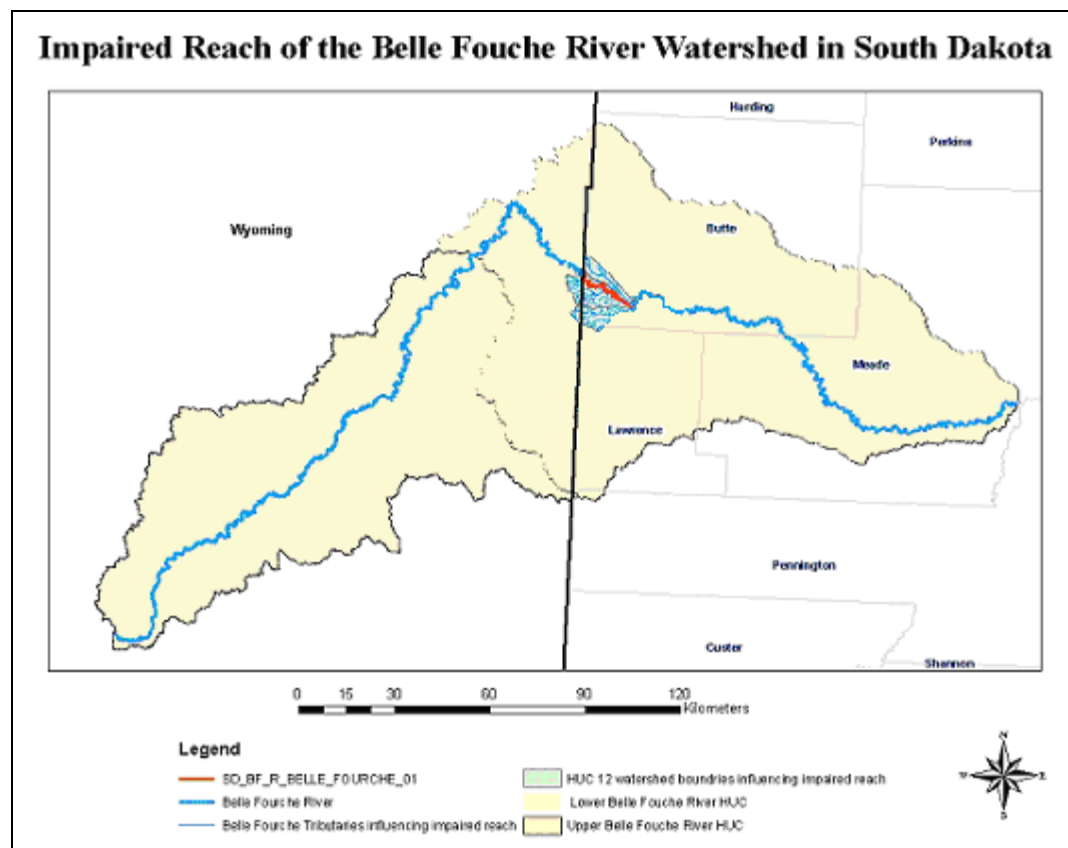 Impaired Reach of the Belle Fouche River Watershed in South Dakota
Harding
Perkins
Wyoming
Butte
Meade
Lawrence
Pennington
Custer
Shannon
0 15 30 60 90 120
Kilometers
Legend
SD_BF_R_BELLE_FOURCHE_01
Belle Fourche River
Belle Fourche Tributaries influencing impaired reach
HUC 12 watershed boundries influencing impaired reach
Lower Belle Fouche River HUC
Upper Belle Fouche River HUC
N
W E
S